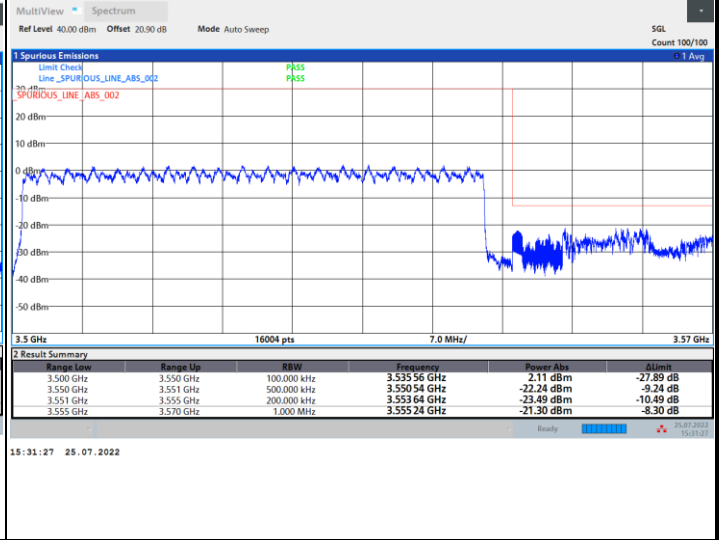 MultiView Spectrum
Ref Level 40.00 dBm Offset 20.90 dB Mode Auto Sweep SGL
Count 100/100
1 Spurious Emissions 1 Avg
Limit Check PASS
Line _SPURIOUS_LINE_ABS_002 PASS
30 dBm
_SPURIOUS_LINE_ABS_002
20 dBm
10 dBm
0 dBm
-10 dBm
-20 dBm
-30 dBm
-40 dBm
-50 dBm
3.5 GHz 16004 pts 7.0 MHz/ 3.57 GHz
2 Result Summary
Range Low Range Up RBW Frequency Power Abs ΔLimit
3.500 GHz 3.550 GHz 100.000 kHz 3.535 56 GHz 2.11 dBm -27.89 dB
3.550 GHz 3.551 GHz 500.000 kHz 3.550 54 GHz -22.24 dBm -9.24 dB
3.551 GHz 3.555 GHz 200.000 kHz 3.553 64 GHz -23.49 dBm -10.49 dB
3.555 GHz 3.570 GHz 1.000 MHz 3.555 24 GHz -21.30 dBm -8.30 dB
Ready 25.07.2022
15:31:27
15:31:27 25.07.2022